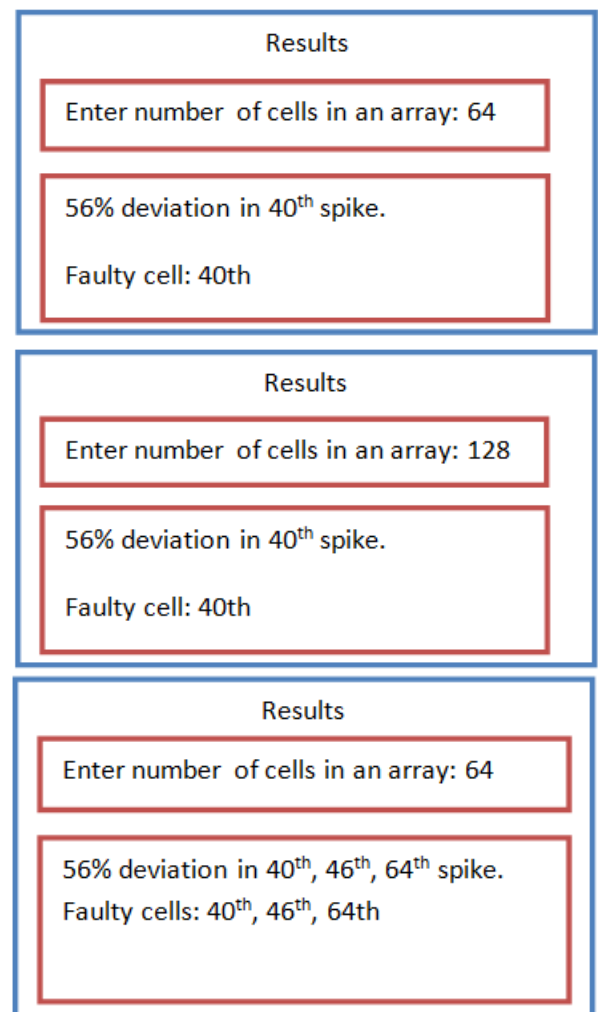 Results
Enter number of cells in an array: 64
56% deviation in 40th spike.
Faulty cell: 40th
Results
Enter number of cells in an array: 128
56% deviation in 40th spike.
Faulty cell: 40th
Results
Enter number of cells in an array: 64
56% deviation in 40th, 46th, 64th spike.
Faulty cells: 40th, 46th, 64th